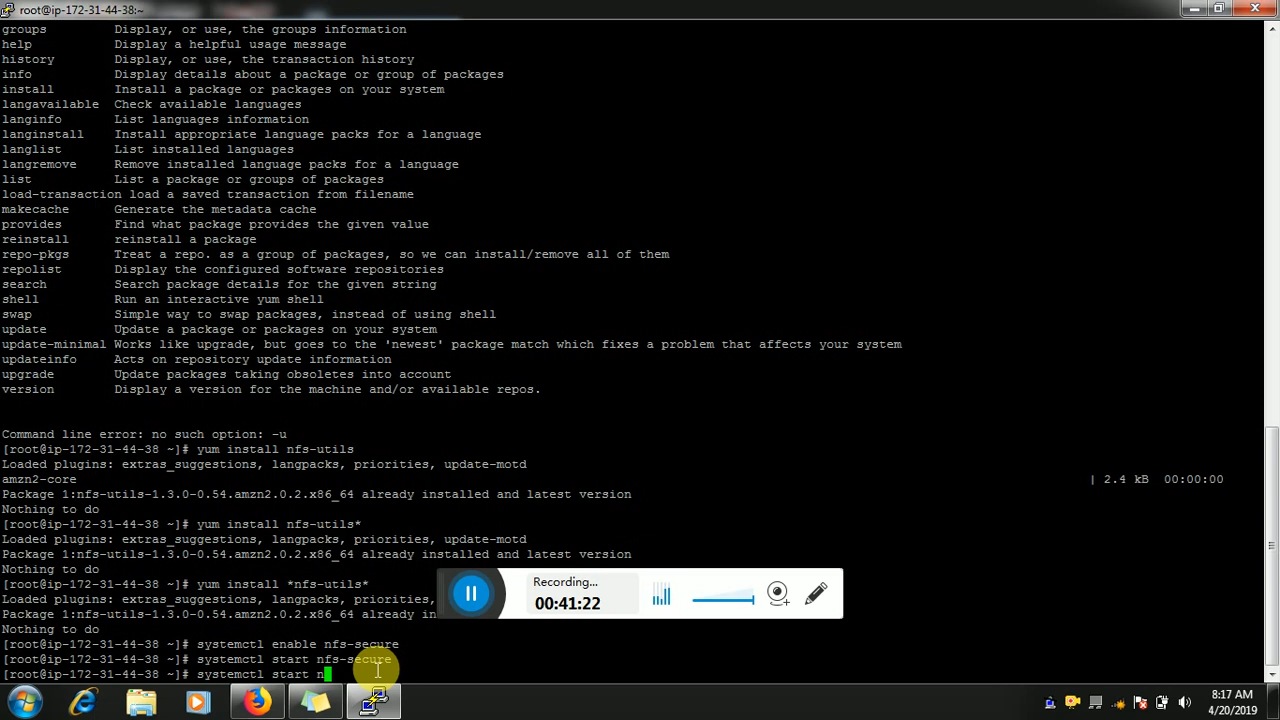 root@ip-172-31-44-38:~
groups Display, or use, the groups information
help Display a helpful usage message
history Display, or use, the transaction history
info Display details about a package or group of packages
install Install a package or packages on your system
langavailable Check available languages
langinfo List languages information
langinstall Install appropriate language packs for a language
langlist List installed languages
langremove Remove installed language packs for a language
list List a package or groups of packages
load-transaction load a saved transaction from filename
makecache Generate the metadata cache
provides Find what package provides the given value
reinstall reinstall a package
repo-pkgs Treat a repo. as a group of packages, so we can install/remove all of them
repolist Display the configured software repositories
search Search package details for the given string
shell Run an interactive yum shell
swap Simple way to swap packages, instead of using shell
update Update a package or packages on your system
update-minimal Works like upgrade, but goes to the 'newest' package match which fixes a problem that affects your system
updateinfo Acts on repository update information
upgrade Update packages taking obsoletes into account
version Display a version for the machine and/or available repos.
Command line error: no such option: -u
[root@ip-172-31-44-38 ~]# yum install nfs-utils
Loaded plugins: extras_suggestions, langpacks, priorities, update-motd
amzn2-core | 2.4 kB 00:00:00
Package 1:nfs-utils-1.3.0-0.54.amzn2.0.2.x86_64 already installed and latest version
Nothing to do
[root@ip-172-31-44-38 ~]# yum install nfs-utils*
Loaded plugins: extras_suggestions, langpacks, priorities, update-motd
Package 1:nfs-utils-1.3.0-0.54.amzn2.0.2.x86_64 already installed and latest version
Nothing to do
[root@ip-172-31-44-38 ~]# yum install *nfs-utils*
Loaded plugins: extras_suggestions, langpacks, priorities,
Package 1:nfs-utils-1.3.0-0.54.amzn2.0.2.x86_64 already in
Nothing to do
[root@ip-172-31-44-38 ~]# systemctl enable nfs-secure
[root@ip-172-31-44-38 ~]# systemctl start nfs-secure
[root@ip-172-31-44-38 ~]# systemctl start n
Recording...
00:41:22
8:17 AM
4/20/2019